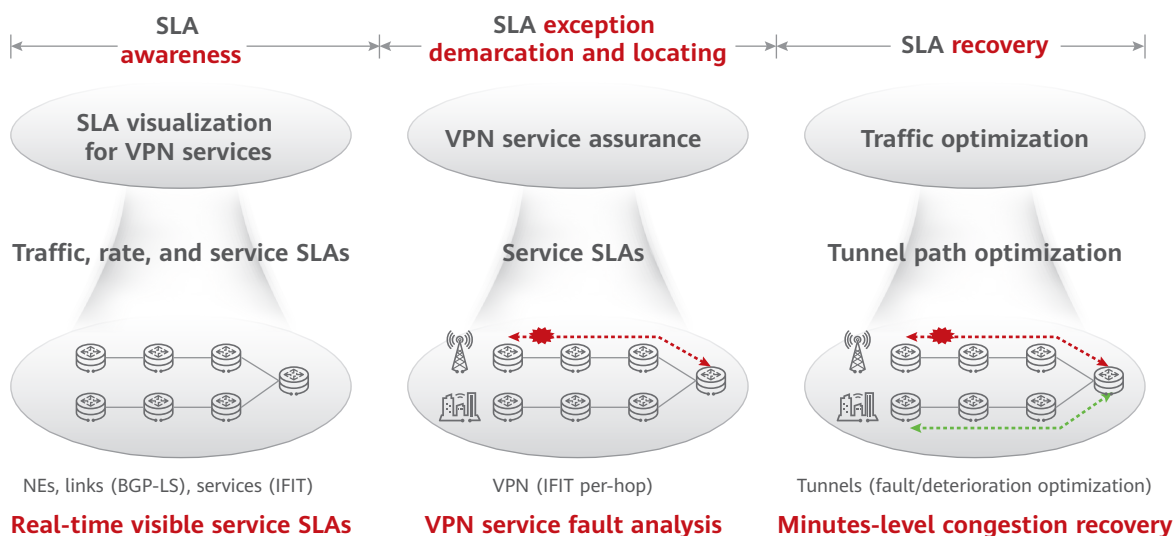 SLA
awareness
SLA exception
demarcation and locating
SLA recovery
SLA visualization
for VPN services
VPN service assurance
Traffic optimization
Traffic, rate, and service SLAs
Service SLAs
Tunnel path optimization
NEs, links (BGP-LS), services (IFIT)
VPN (IFIT per-hop)
Tunnels (fault/deterioration optimization)
Real-time visible service SLAs
VPN service fault analysis
Minutes-level congestion recovery